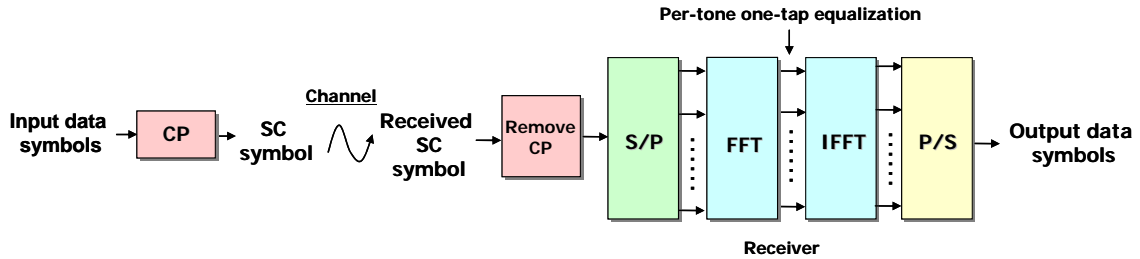 Per-tone one-tap equalization
Input data
symbols
CP
SC
symbol
Channel
Received
SC
symbol
Remove
CP
S/P
FFT
IFFT
P/S
Output data
symbols
Receiver